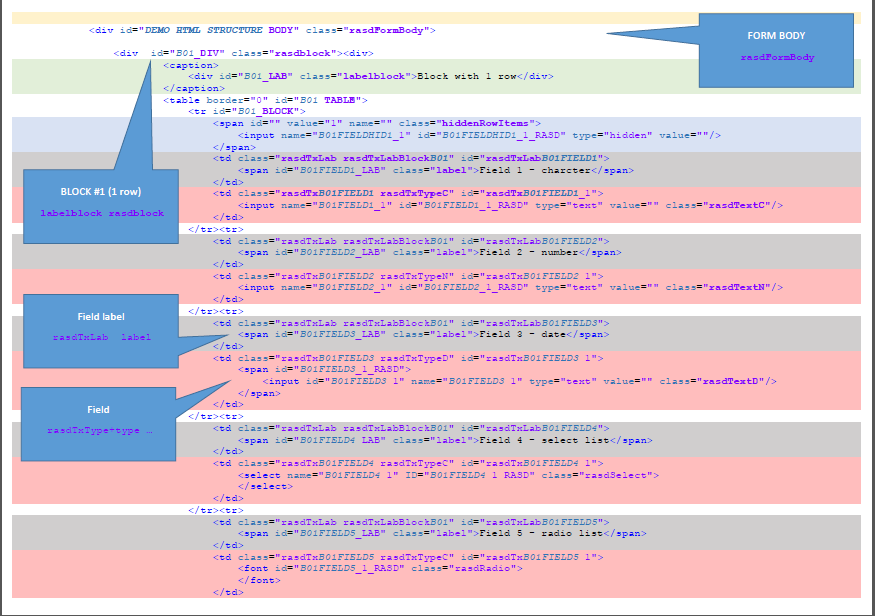 <div id="DEMO HTML STRUCTURE BODY" class="rasdFormBody">
FORM BODY
rasdFormBody
<div  id="B01_DIV" class="rasdblock"><div>
<caption>
<div id="B01_LAB" class="labelblock">Block with 1 row</div>
</caption>
<table border="0" id="B01 TABLE">
<tr id="B01_BLOCK">
<span id="" value="1" name="" class="hiddenRowItems">
<input name="B01FIELDHID1_1" id="B01FIELDHID1_1_RASD" type="hidden" value=""/>
</span>
<td class="rasdTxLab rasdTxLabBlockB01" id="rasdTxLabB01FIELD1">
<span id="B01FIELD1_LAB" class="label">Field 1 - charcter</span>
</td>
<td class="rasdTxB01FIELD1 rasdTxTypeC" id="rasdTxB01FIELD1_1">
<input name="B01FIELD1_1" id="B01FIELD1_1_RASD" type="text" value="" class="rasdTextC"/>
</td>
BLOCK #1 (1 row)
labelblock rasdblock
</tr><tr>
<td class="rasdTxLab rasdTxLabBlockB01" id="rasdTxLabB01FIELD2">
<span id="B01FIELD2_LAB" class="label">Field 2 - number</span>
</td>
<td class="rasdTxB01FIELD2 rasdTxTypeN" id="rasdTxB01FIELD2 1">
<input name="B01FIELD2_1" id="B01FIELD2_1_RASD" type="text" value="" class="rasdTextN"/>
</td>
</tr><tr>
<td class="rasdTxLab rasdTxLabBlockB01" id="rasdTxLabB01FIELD3">
<span id="B01FIELD3_LAB" class="label">Field 3 - date</span>
</td>
Field label
rasdTxLab  label
<td class="rasdTxB01FIELD3 rasdTxTypeD" id="rasdTxB01FIELD3 1">
<span id="B01FIELD3_1_RASD">
<input id="B01FIELD3 1" name="B01FIELD3 1" type="text" value="" class="rasdTextD"/>
</span>
</td>
</tr><tr>
Field
rasdTxType+type …
<td class="rasdTxLab rasdTxLabBlockB01" id="rasdTxLabB01FIELD4">
<span id="B01FIELD4 LAB" class="label">Field 4 - select list</span>
</td>
<td class="rasdTxB01FIELD4 rasdTxTypeC" id="rasdTxB01FIELD4 1">
<select name="B01FIELD4 1" ID="B01FIELD4 1 RASD" class="rasdSelect">
</select>
</td>
</tr><tr>
<td class="rasdTxLab rasdTxLabBlockB01" id="rasdTxLabB01FIELD5">
<span id="B01FIELD5_LAB" class="label">Field 5 - radio list</span>
</td>
<td class="rasdTxB01FIELD5 rasdTxTypeC" id="rasdTxB01FIELD5 1">
<font id="B01FIELD5_1_RASD" class="rasdRadio">
</font>
</td>